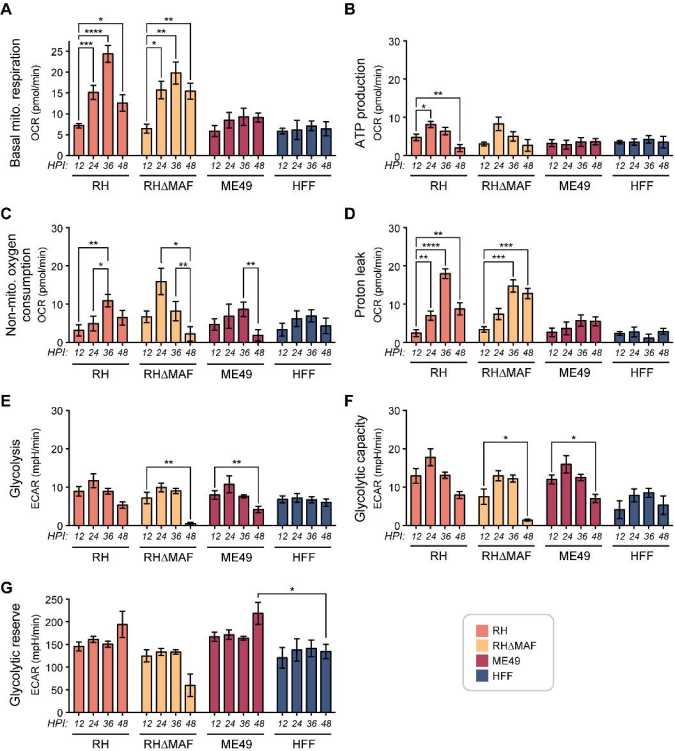 A
Basal mito. respiration
OCR (pmol/min)
25
20
15
10
5
0
*
****
***
**
**
*
HPI: 12 24 36 48 12 24 36 48 12 24 36 48 12 24 36 48
RH RHΔMAF ME49 HFF
B
ATP production
OCR (pmol/min)
30
20
10
0
**
*
HPI: 12 24 36 48 12 24 36 48 12 24 36 48 12 24 36 48
RH RHΔMAF ME49 HFF
C
Non-mito. oxygen
consumption
OCR (pmol/min)
30
20
10
0
**
*
*
**
**
HPI: 12 24 36 48 12 24 36 48 12 24 36 48 12 24 36 48
RH RHΔMAF ME49 HFF
D
Proton leak
OCR (pmol/min)
30
20
10
0
**
****
**
***
***
HPI: 12 24 36 48 12 24 36 48 12 24 36 48 12 24 36 48
RH RHΔMAF ME49 HFF
E
Glycolysis
ECAR (mpH/min)
30
20
10
0
**
**
HPI: 12 24 36 48 12 24 36 48 12 24 36 48 12 24 36 48
RH RHΔMAF ME49 HFF
F
Glycolytic capacity
ECAR (mpH/min)
30
20
10
0
*
*
HPI: 12 24 36 48 12 24 36 48 12 24 36 48 12 24 36 48
RH RHΔMAF ME49 HFF
G
Glycolytic reserve
ECAR (mpH/min)
250
200
150
100
50
0
*
HPI: 12 24 36 48 12 24 36 48 12 24 36 48 12 24 36 48
RH RHΔMAF ME49 HFF
RH
RHΔMAF
ME49
HFF